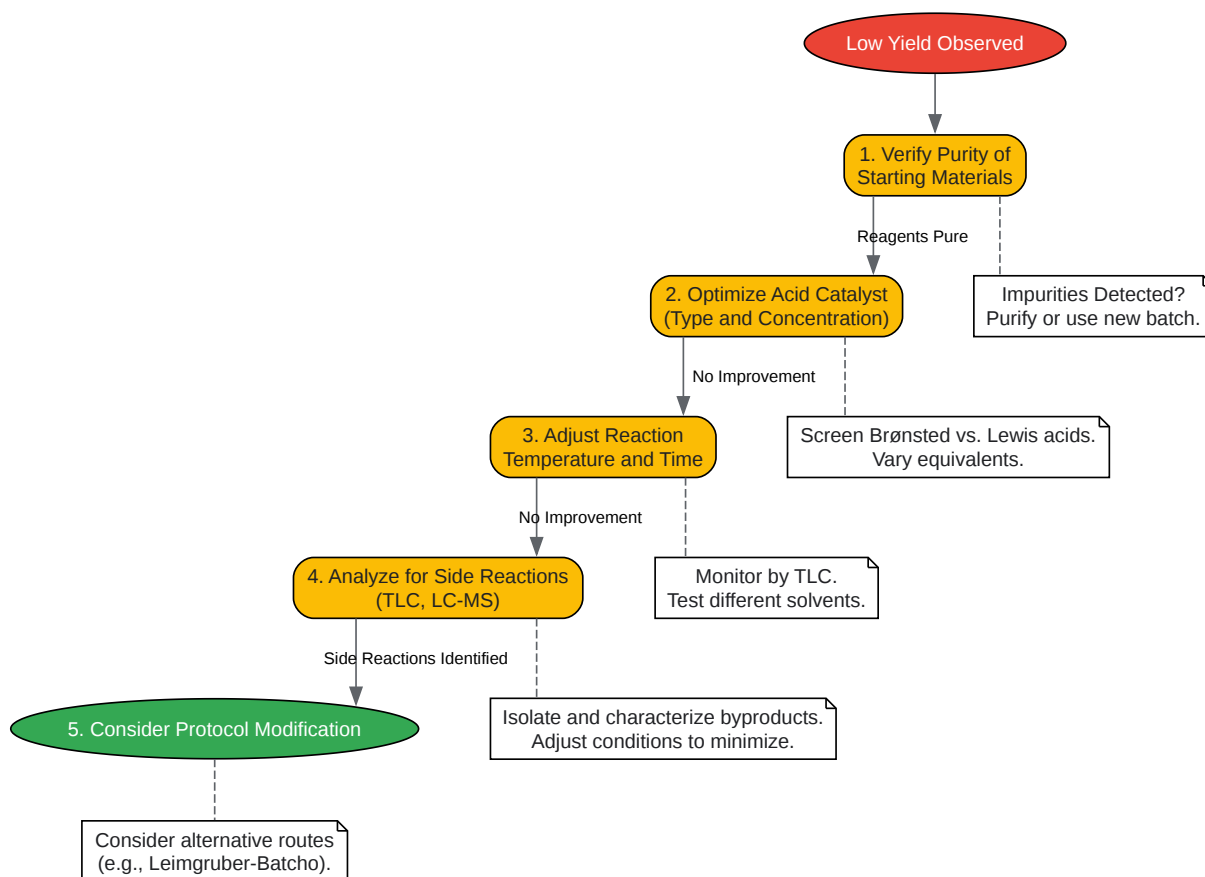 Low Yield Observed
1. Verify Purity of
Starting Materials
Reagents Pure
2. Optimize Acid Catalyst
(Type and Concentration)
Impurities Detected?
Purify or use new batch.
No Improvement
3. Adjust Reaction
Temperature and Time
Screen Brønsted vs. Lewis acids.
Vary equivalents.
No Improvement
4. Analyze for Side Reactions
(TLC, LC-MS)
Monitor by TLC.
Test different solvents.
Side Reactions Identified
5. Consider Protocol Modification
Isolate and characterize byproducts.
Adjust conditions to minimize.
Consider alternative routes
(e.g., Leimgruber-Batcho).